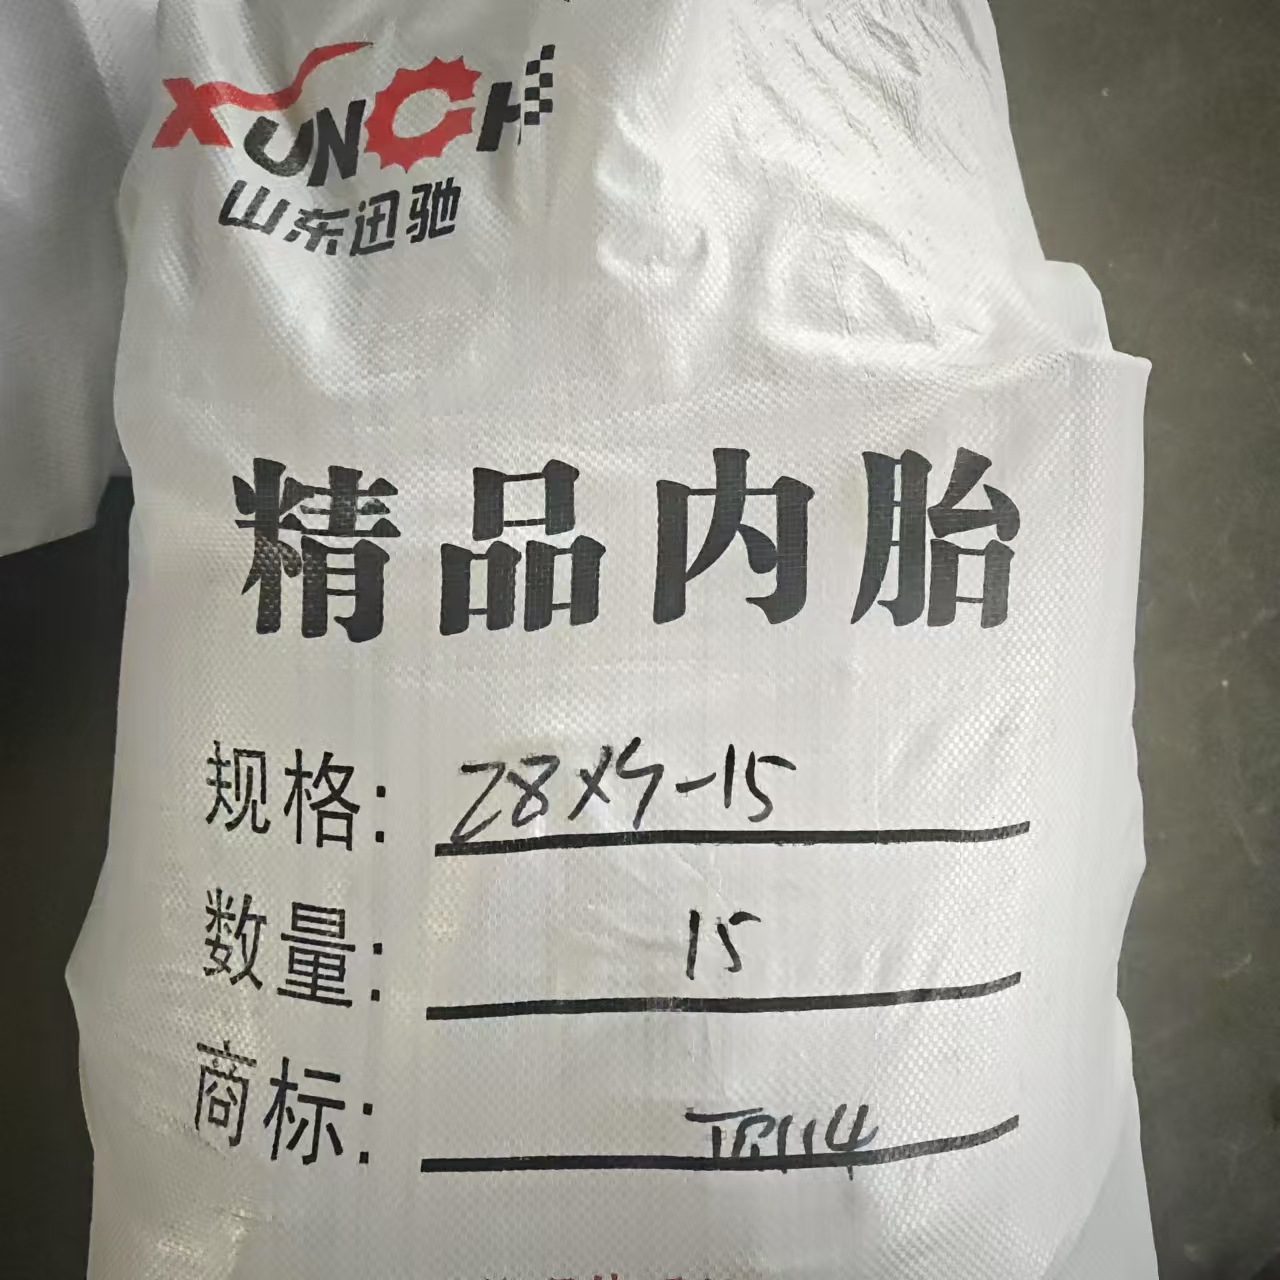 XUNCH
山东迅驰
精品内胎
规格: 28x9-15
数量: 15
商标: TR114